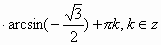 · arcsin(−√3/2) + πk, k ∈ z